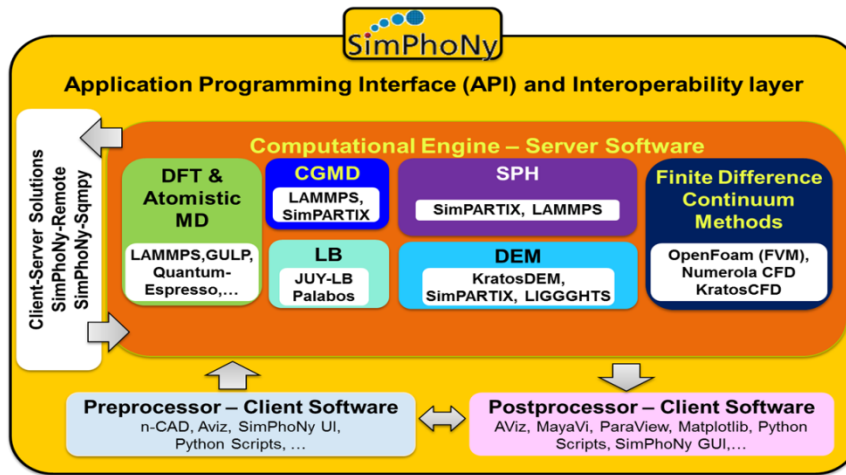 SimPhoNy
Application Programming Interface (API) and Interoperability layer
Client-Server Solutions
SimPhoNy-Remote
SimPhoNy-Sqmpy
Computational Engine – Server Software
DFT &
Atomistic
MD
LAMMPS,GULP,
Quantum-
Espresso,...
CGMD
LAMMPS,
SimPARTIX
SPH
SimPARTIX, LAMMPS
Finite Difference
Continuum
Methods
OpenFoam (FVM),
Numerola CFD
KratosCFD
LB
JUY-LB
Palabos
DEM
KratosDEM,
SimPARTIX, LIGGGHTS
Preprocessor – Client Software
n-CAD, Aviz, SimPhoNy UI,
Python Scripts, ...
Postprocessor – Client Software
AViz, MayaVi, ParaView, Matplotlib, Python
Scripts, SimPhoNy GUI,...